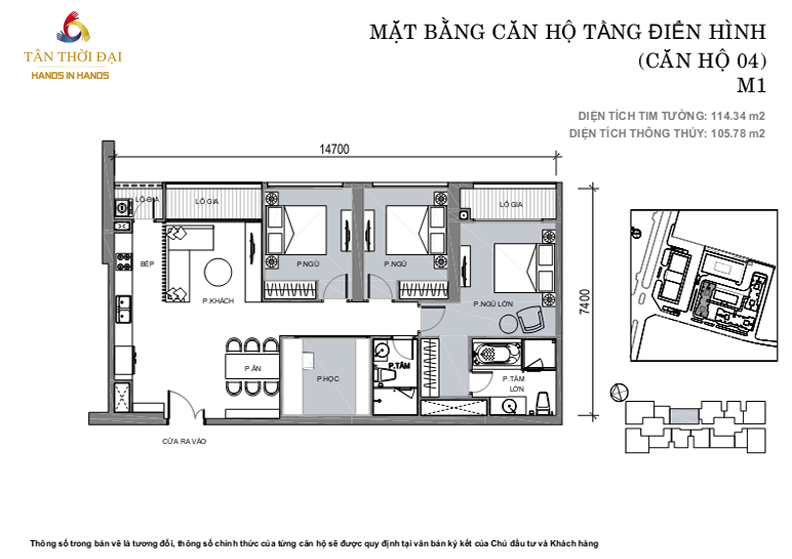 TÂN THỜI ĐẠI
HANDS IN HANDS
MẶT BẰNG CĂN HỘ TẦNG ĐIỂN HÌNH
(CĂN HỘ 04)
M1
DIỆN TÍCH TIM TƯỜNG: 114.34 m2
DIỆN TÍCH THÔNG THỦY: 105.78 m2
14700
LÔ GIA
LÔ GIA
LÔ GIA
BẾP
P.NGỦ
P.NGỦ
P.KHÁCH
P.NGỦ LỚN
7400
P.ĂN
P.HỌC
P.TẮM
P.TẮM
LỚN
CỬA RA VÀO
Thông số trong bản vẽ là tương đối, thông số chính thức của từng căn hộ sẽ được quy định tại văn bản ký kết của Chủ đầu tư và Khách hàng